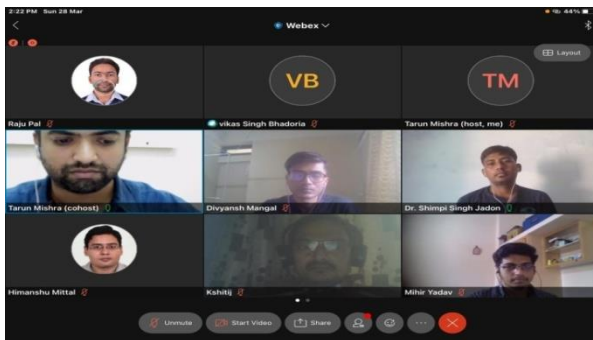 2:22 PM Sun 28 Mar
44%
Webex
Layout
VB
TM
Raju Pal
vikas Singh Bhadoria
Tarun Mishra (host, me)
Tarun Mishra (cohost)
Divyansh Mangal
Dr. Shimpi Singh Jadon
Himanshu Mittal
Kshitij
Mihir Yadav
Unmute
Start Video
Share